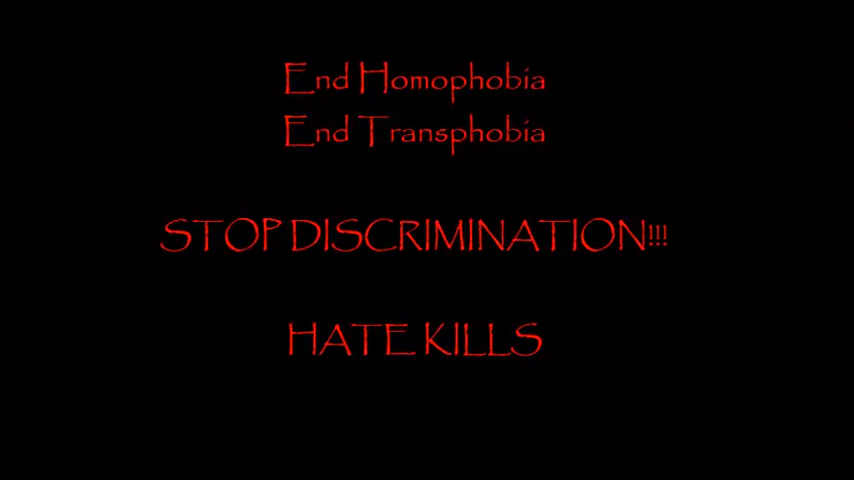 End Homophobia
End Transphobia
STOP DISCRIMINATION!!!
HATE KILLS